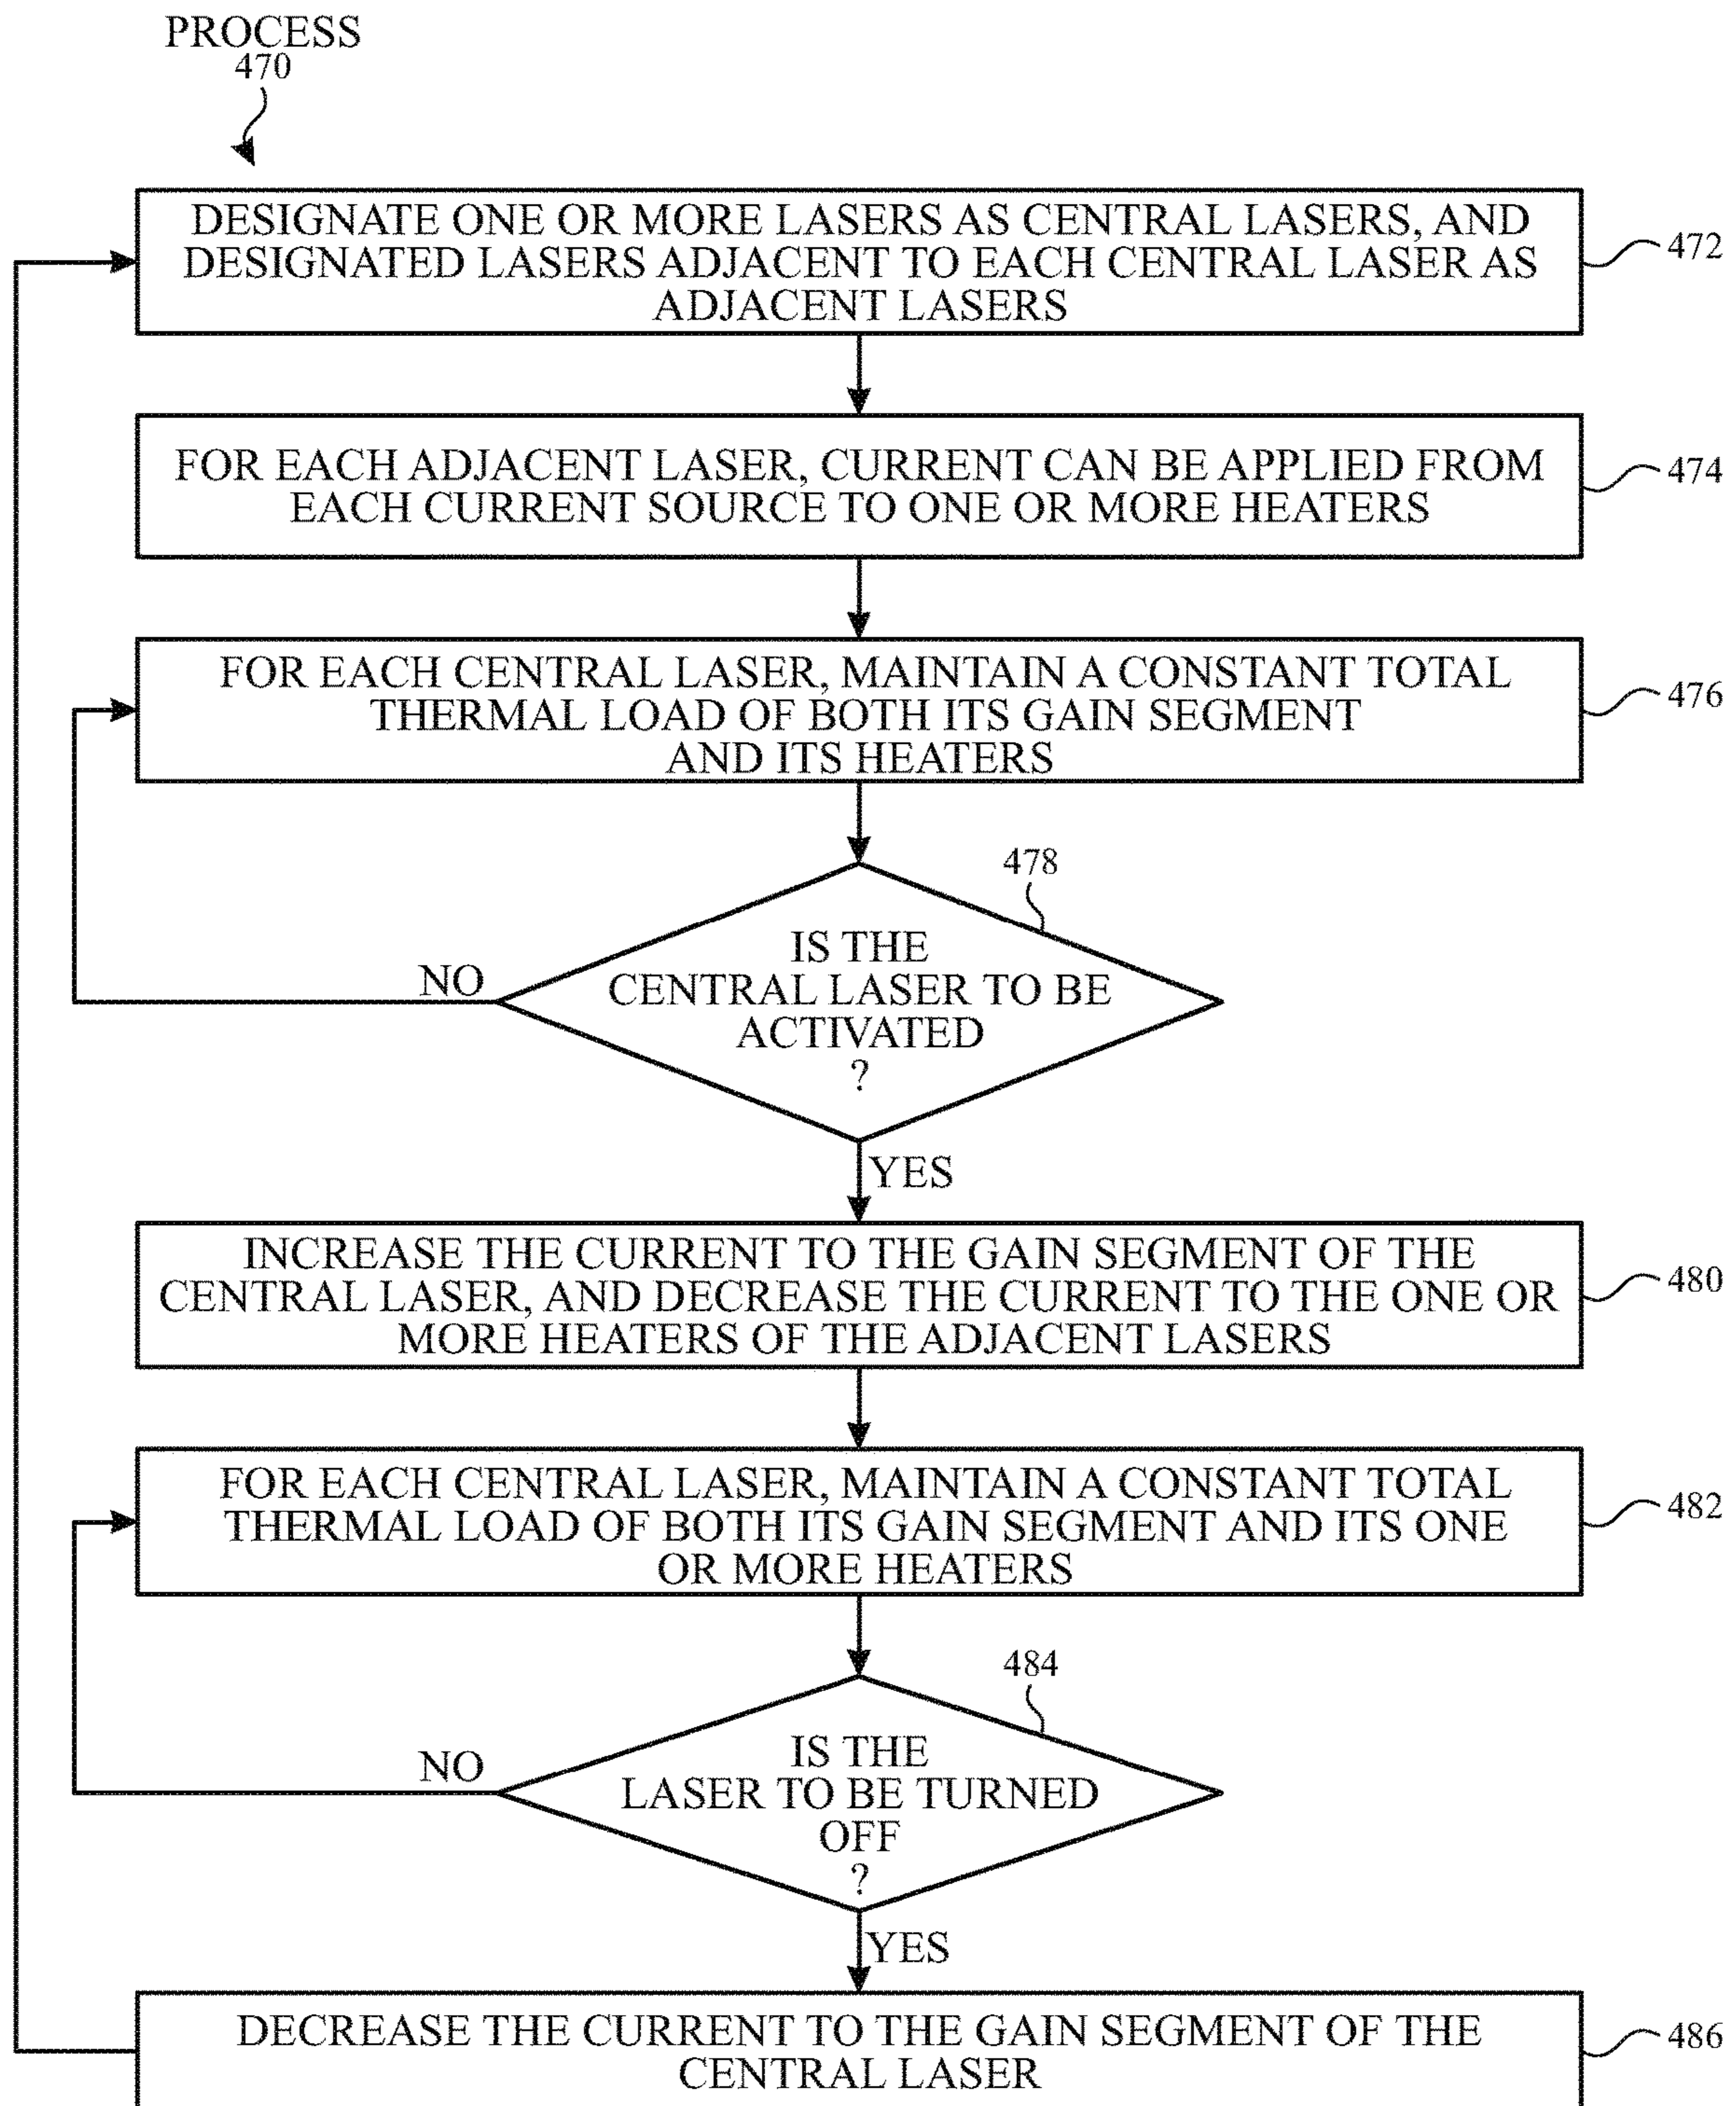 PROCESS
470
DESIGNATE ONE OR MORE LASERS AS CENTRAL LASERS, AND
DESIGNATED LASERS ADJACENT TO EACH CENTRAL LASER AS
ADJACENT LASERS
472
FOR EACH ADJACENT LASER, CURRENT CAN BE APPLIED FROM
EACH CURRENT SOURCE TO ONE OR MORE HEATERS
474
FOR EACH CENTRAL LASER, MAINTAIN A CONSTANT TOTAL
THERMAL LOAD OF BOTH ITS GAIN SEGMENT
AND ITS HEATERS
476
478
IS THE
CENTRAL LASER TO BE
ACTIVATED
?
NO
YES
INCREASE THE CURRENT TO THE GAIN SEGMENT OF THE
CENTRAL LASER, AND DECREASE THE CURRENT TO THE ONE OR
MORE HEATERS OF THE ADJACENT LASERS
480
FOR EACH CENTRAL LASER, MAINTAIN A CONSTANT TOTAL
THERMAL LOAD OF BOTH ITS GAIN SEGMENT AND ITS ONE
OR MORE HEATERS
482
484
IS THE
LASER TO BE TURNED
OFF
?
NO
YES
DECREASE THE CURRENT TO THE GAIN SEGMENT OF THE
CENTRAL LASER
486